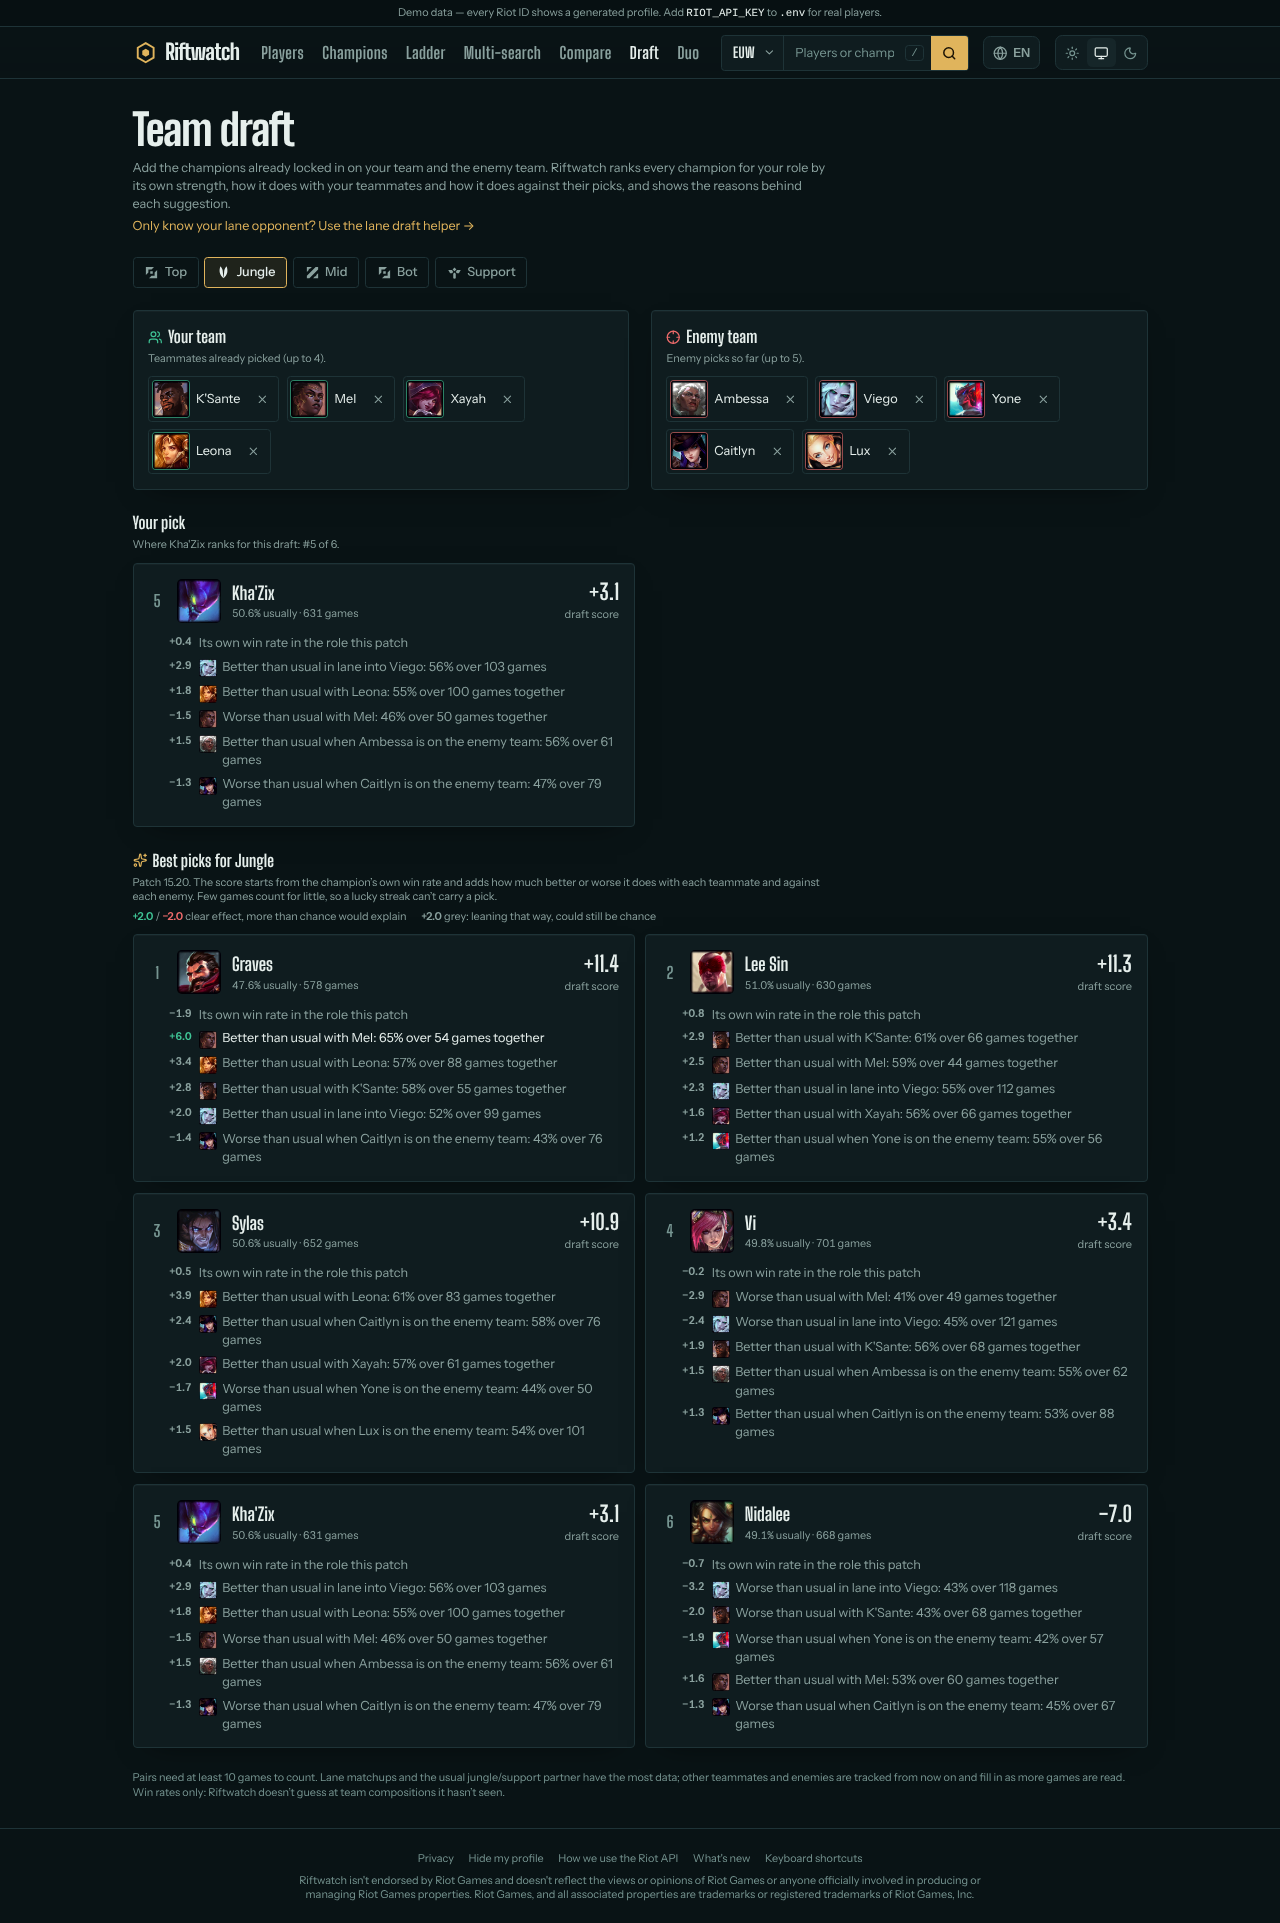 Demo data — every Riot ID shows a generated profile. Add RIOT_API_KEY to .env for real players.
Riftwatch Players Champions Ladder Multi-search Compare Draft Duo EUW Players or champ / EN
Team draft
Add the champions already locked in on your team and the enemy team. Riftwatch ranks every champion for your role by
its own strength, how it does with your teammates and how it does against their picks, and shows the reasons behind
each suggestion.
Only know your lane opponent? Use the lane draft helper →
Top Jungle Mid Bot Support
Your team
Teammates already picked (up to 4).
K'Sante × Mel × Xayah ×
Leona ×
Enemy team
Enemy picks so far (up to 5).
Ambessa × Viego × Yone ×
Caitlyn × Lux ×
Your pick
Where Kha'Zix ranks for this draft: #5 of 6.
5 Kha'Zix +3.1
50.6% usually · 631 games draft score
+0.4 Its own win rate in the role this patch
+2.9 Better than usual in lane into Viego: 56% over 103 games
+1.8 Better than usual with Leona: 55% over 100 games together
−1.5 Worse than usual with Mel: 46% over 50 games together
+1.5 Better than usual when Ambessa is on the enemy team: 56% over 61
games
−1.3 Worse than usual when Caitlyn is on the enemy team: 47% over 79
games
Best picks for Jungle
Patch 15.20. The score starts from the champion's own win rate and adds how much better or worse it does with each teammate and against
each enemy. Few games count for little, so a lucky streak can't carry a pick.
+2.0 / −2.0 clear effect, more than chance would explain +2.0 grey: leaning that way, could still be chance
1 Graves +11.4
47.6% usually · 578 games draft score
−1.9 Its own win rate in the role this patch
+6.0 Better than usual with Mel: 65% over 54 games together
+3.4 Better than usual with Leona: 57% over 88 games together
+2.8 Better than usual with K'Sante: 58% over 55 games together
+2.0 Better than usual in lane into Viego: 52% over 99 games
−1.4 Worse than usual when Caitlyn is on the enemy team: 43% over 76
games
2 Lee Sin +11.3
51.0% usually · 630 games draft score
+0.8 Its own win rate in the role this patch
+2.9 Better than usual with K'Sante: 61% over 66 games together
+2.5 Better than usual with Mel: 59% over 44 games together
+2.3 Better than usual in lane into Viego: 55% over 112 games
+1.6 Better than usual with Xayah: 56% over 66 games together
+1.2 Better than usual when Yone is on the enemy team: 55% over 56
games
3 Sylas +10.9
50.6% usually · 652 games draft score
+0.5 Its own win rate in the role this patch
+3.9 Better than usual with Leona: 61% over 83 games together
+2.4 Better than usual when Caitlyn is on the enemy team: 58% over 76
games
+2.0 Better than usual with Xayah: 57% over 61 games together
−1.7 Worse than usual when Yone is on the enemy team: 44% over 50
games
+1.5 Better than usual when Lux is on the enemy team: 54% over 101
games
4 Vi +3.4
49.8% usually · 701 games draft score
−0.2 Its own win rate in the role this patch
−2.9 Worse than usual with Mel: 41% over 49 games together
−2.4 Worse than usual in lane into Viego: 45% over 121 games
+1.9 Better than usual with K'Sante: 56% over 68 games together
+1.5 Better than usual when Ambessa is on the enemy team: 55% over 62
games
+1.3 Better than usual when Caitlyn is on the enemy team: 53% over 88
games
5 Kha'Zix +3.1
50.6% usually · 631 games draft score
+0.4 Its own win rate in the role this patch
+2.9 Better than usual in lane into Viego: 56% over 103 games
+1.8 Better than usual with Leona: 55% over 100 games together
−1.5 Worse than usual with Mel: 46% over 50 games together
+1.5 Better than usual when Ambessa is on the enemy team: 56% over 61
games
−1.3 Worse than usual when Caitlyn is on the enemy team: 47% over 79
games
6 Nidalee −7.0
49.1% usually · 668 games draft score
−0.7 Its own win rate in the role this patch
−3.2 Worse than usual in lane into Viego: 43% over 118 games
−2.0 Worse than usual with K'Sante: 43% over 68 games together
−1.9 Worse than usual when Yone is on the enemy team: 42% over 57
games
+1.6 Better than usual with Mel: 53% over 60 games together
−1.3 Worse than usual when Caitlyn is on the enemy team: 45% over 67
games
Pairs need at least 10 games to count. Lane matchups and the usual jungle/support partner have the most data; other teammates and enemies are tracked from now on and fill in as more games are read.
Win rates only: Riftwatch doesn't guess at team compositions it hasn't seen.
Privacy Hide my profile How we use the Riot API What's new Keyboard shortcuts
Riftwatch isn't endorsed by Riot Games and doesn't reflect the views or opinions of Riot Games or anyone officially involved in producing or
managing Riot Games properties. Riot Games, and all associated properties are trademarks or registered trademarks of Riot Games, Inc.